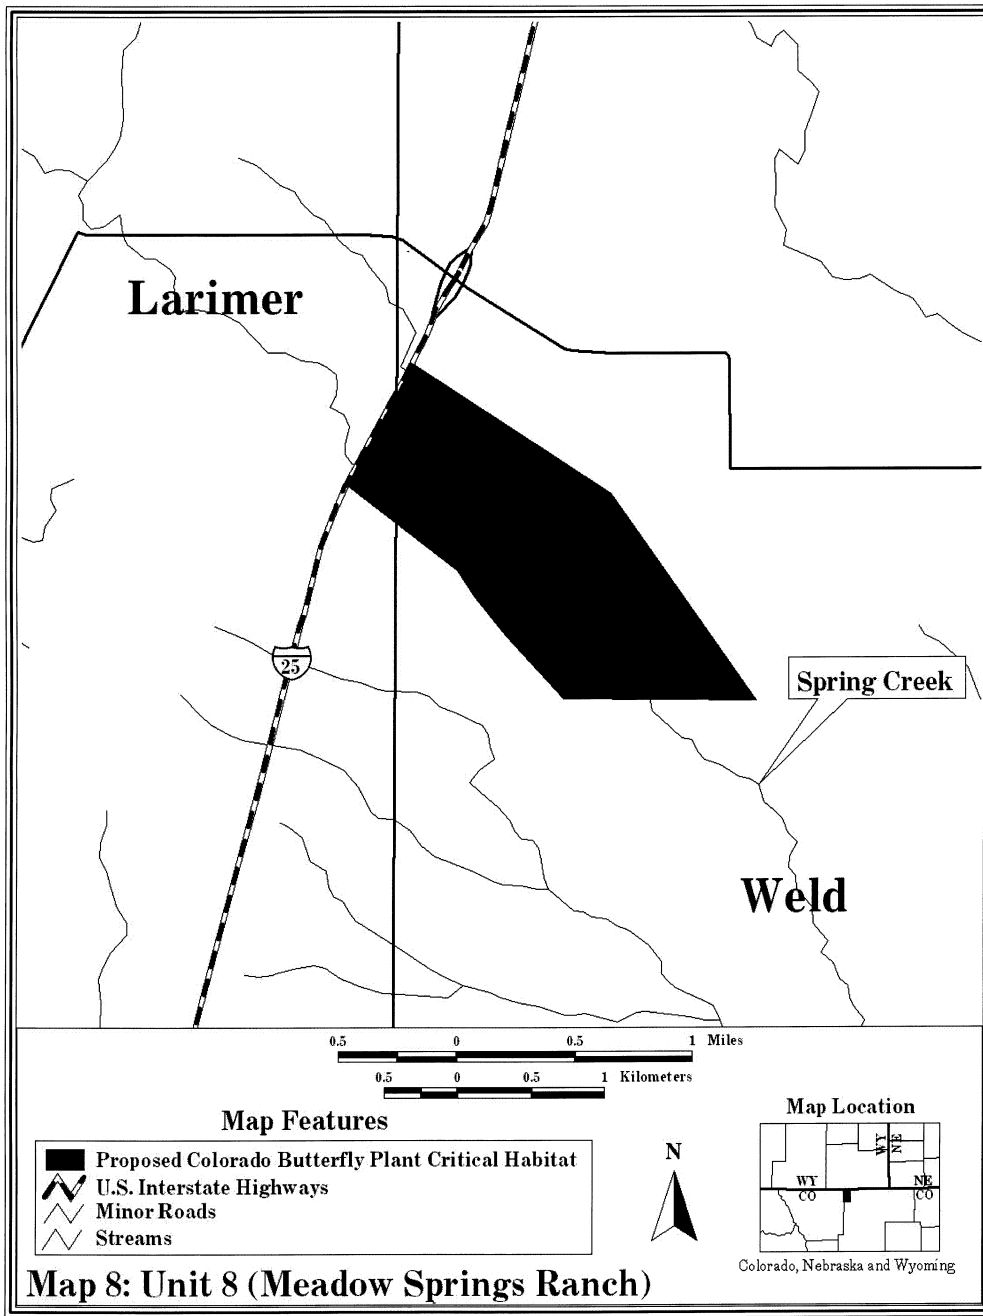 Larimer
25
Spring Creek
Weld
0.5 0 0.5 1 Miles
0.5 0 0.5 1 Kilometers
Map Features
Proposed Colorado Butterfly Plant Critical Habitat
U.S. Interstate Highways
Minor Roads
Streams
N
Map Location
WY
NE
WY
CO
NE
CO
Colorado, Nebraska and Wyoming
Map 8: Unit 8 (Meadow Springs Ranch)